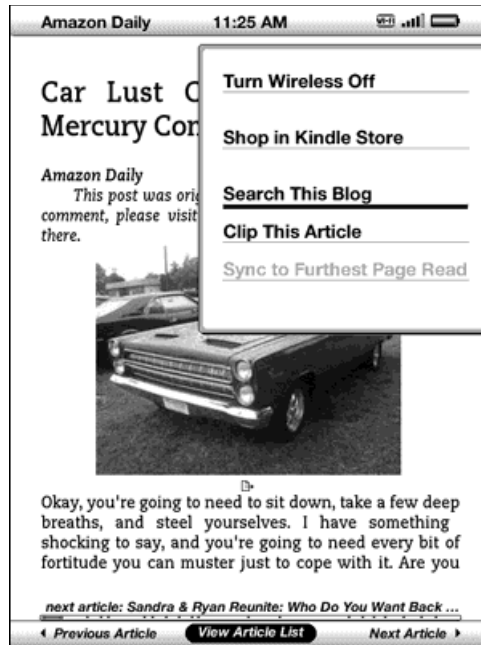 Amazon Daily 11:25 AM
Turn Wireless Off
Shop in Kindle Store
Search This Blog
Clip This Article
Sync to Furthest Page Read
Car Lust
Mercury
Amazon Daily
This post was
comment, please visit
there.
Okay, you're going to need to sit down, take a few deep
breaths, and steel yourselves. I have something
shocking to say, and you're going to need every bit of
fortitude you can muster just to cope with it. Are you
next article: Sandra & Ryan Reunite: Who Do You Want Back ...
Previous Article View Article List Next Article